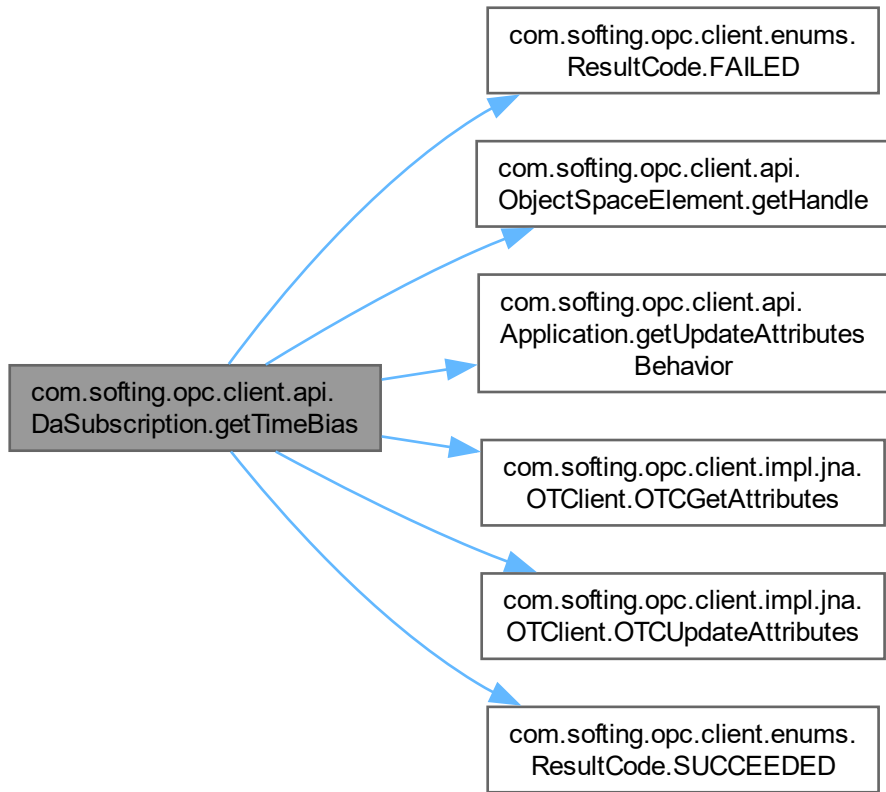 com.softing.opc.client.enums.
ResultCode.FAILED
com.softing.opc.client.api.
ObjectSpaceElement.getHandle
com.softing.opc.client.api.
Application.getUpdateAttributes
Behavior
com.softing.opc.client.api.
DaSubscription.getTimeBias
com.softing.opc.client.impl.jna.
OTClient.OTCGetAttributes
com.softing.opc.client.impl.jna.
OTClient.OTCUpdateAttributes
com.softing.opc.client.enums.
ResultCode.SUCCEEDED